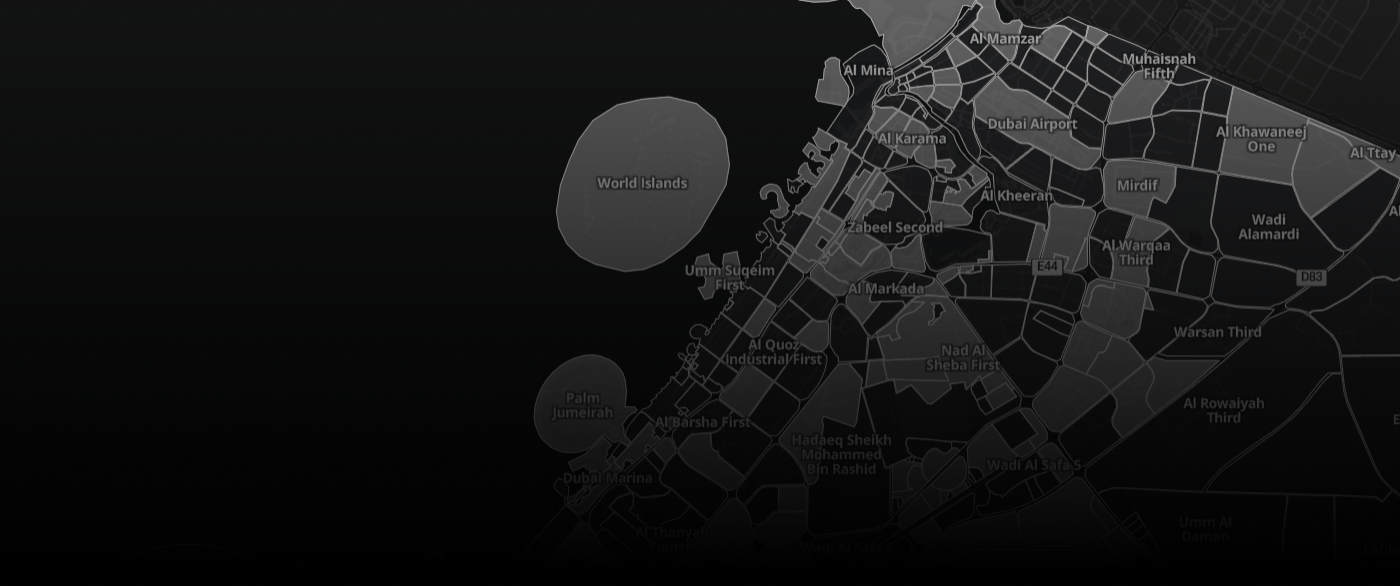 Al Mamzar
Muhaisnah
Fifth
Al Mina
Dubai Airport
Al Khawaneej
One
Al Karama
Al Ttay
World Islands
Mirdif
Al Kheeran
Wadi
Alamardi
Zabeel Second
Al Warqaa
Third
E44
D83
Umm Suqeim
First
Al Markada
Warsan Third
Al Quoz
Industrial First
Nad Al
Sheba First
Palm
Jumeirah
Al Rowaiyah
Third
Al Barsha First
Hadaeq Sheikh
Mohammed
Bin Rashid
Wadi Al Safa 5
Dubai Marina
Umm Al
Daman
Al Thanyah
Fourth